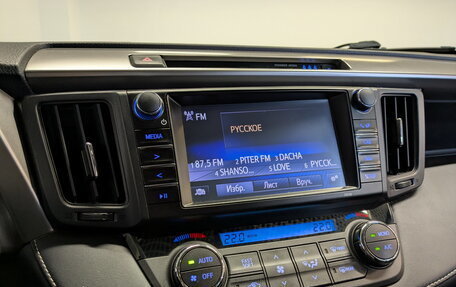 FM
MEDIA
РУССКОЕ
1 87,5 FM 2 PITER FM 3 DACHA
4 SHANSO... 5 LOVE 6 РУССК...
Избр. Лист Вруч.
22.0 22.0
AUTO
OFF
MONO
A/C